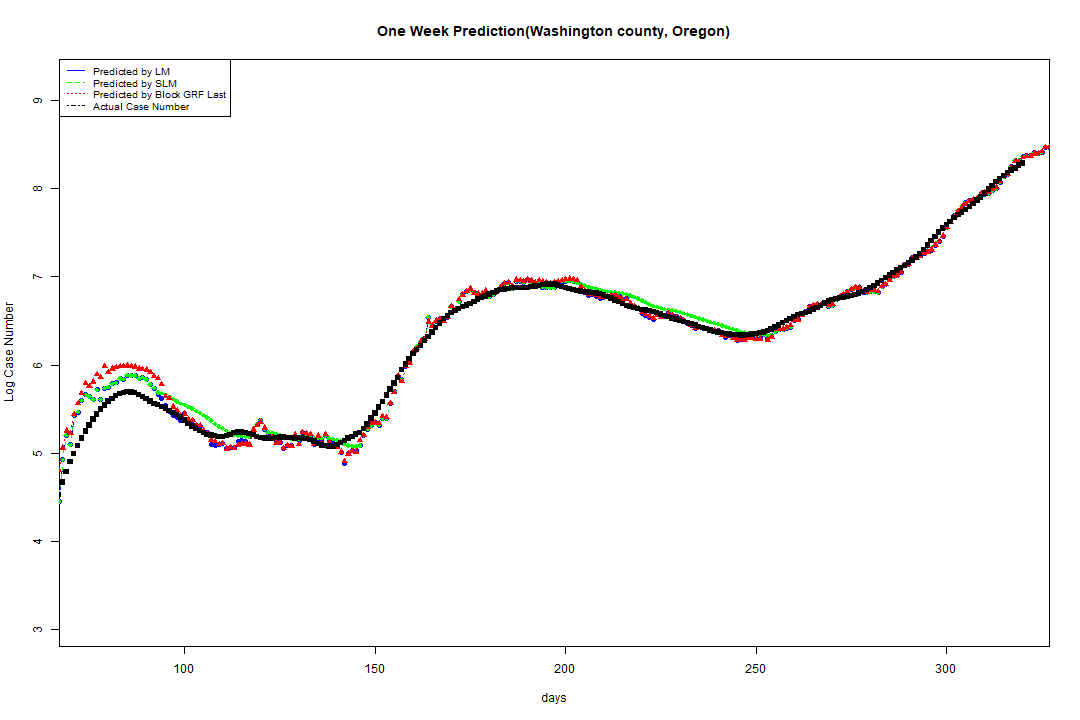 One Week Prediction(Washington county, Oregon)
Predicted by LM
Predicted by SLM
Predicted by Block GRF Last
Actual Case Number
9
8
7
6
5
4
3
Log Case Number
100 150 200 250 300
days